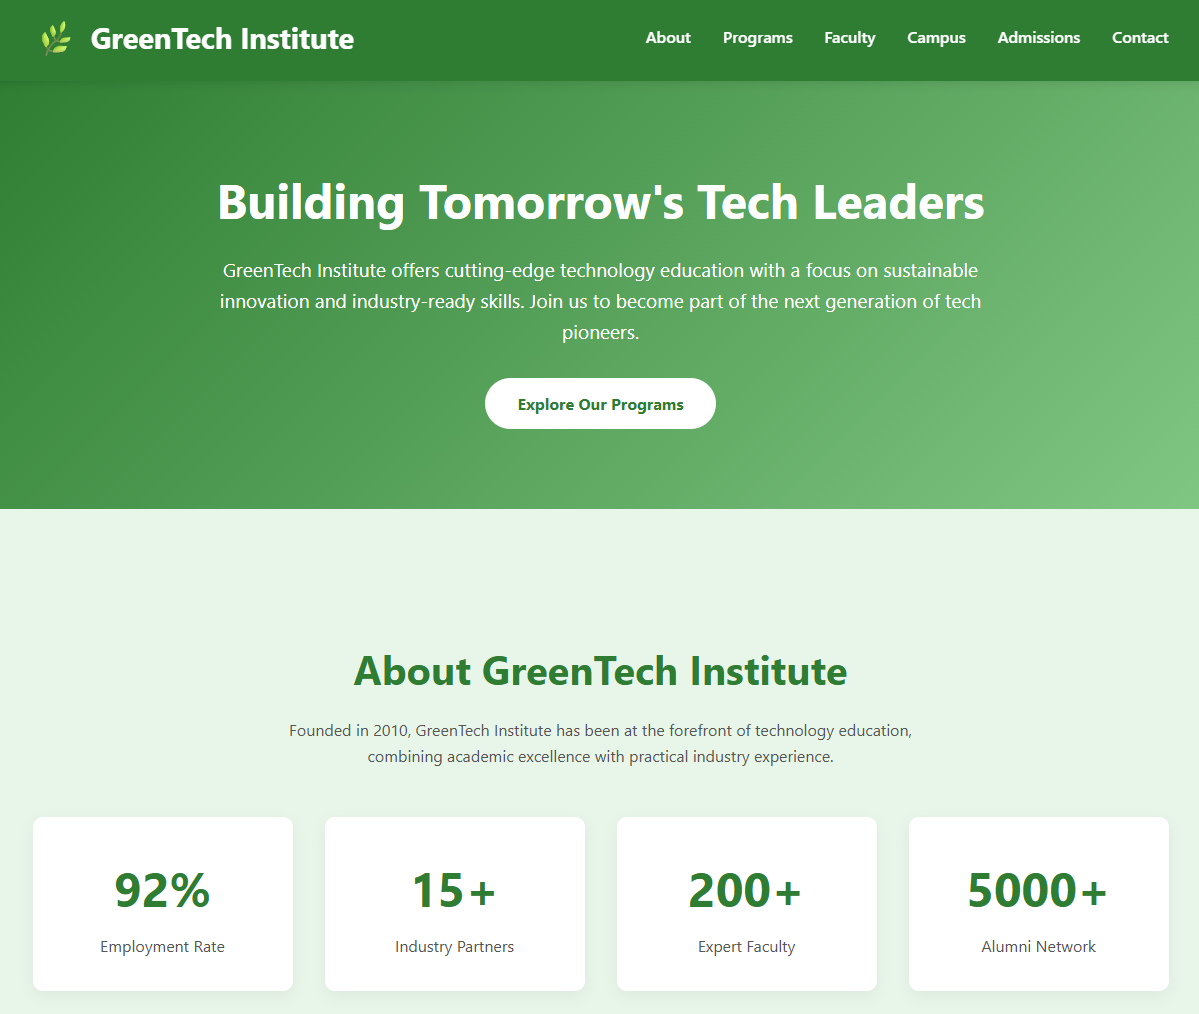 GreenTech Institute
About Programs Faculty Campus Admissions Contact
Building Tomorrow's Tech Leaders
GreenTech Institute offers cutting-edge technology education with a focus on sustainable
innovation and industry-ready skills. Join us to become part of the next generation of tech
pioneers.
Explore Our Programs
About GreenTech Institute
Founded in 2010, GreenTech Institute has been at the forefront of technology education,
combining academic excellence with practical industry experience.
92%
Employment Rate
15+
Industry Partners
200+
Expert Faculty
5000+
Alumni Network